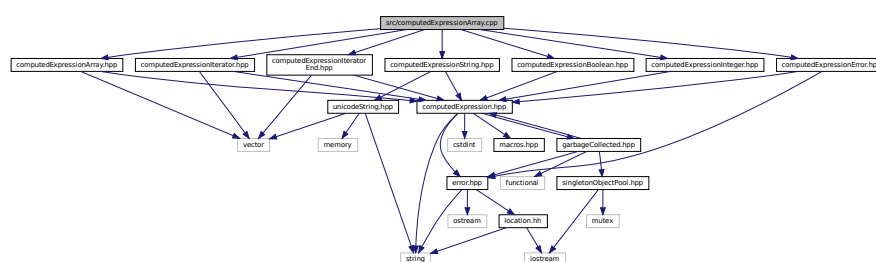 src/computedExpressionArray.cpp
computedExpressionArray.hpp
computedExpressionIterator.hpp
computedExpressionIterator
End.hpp
computedExpressionString.hpp
computedExpressionBoolean.hpp
computedExpressionInteger.hpp
computedExpressionError.hp
unicodeString.hpp
computedExpression.hpp
vector
memory
cstdint
macros.hpp
garbageCollected.hpp
error.hpp
functional
singletonObjectPool.hpp
ostream
location.hh
mutex
string
iostream